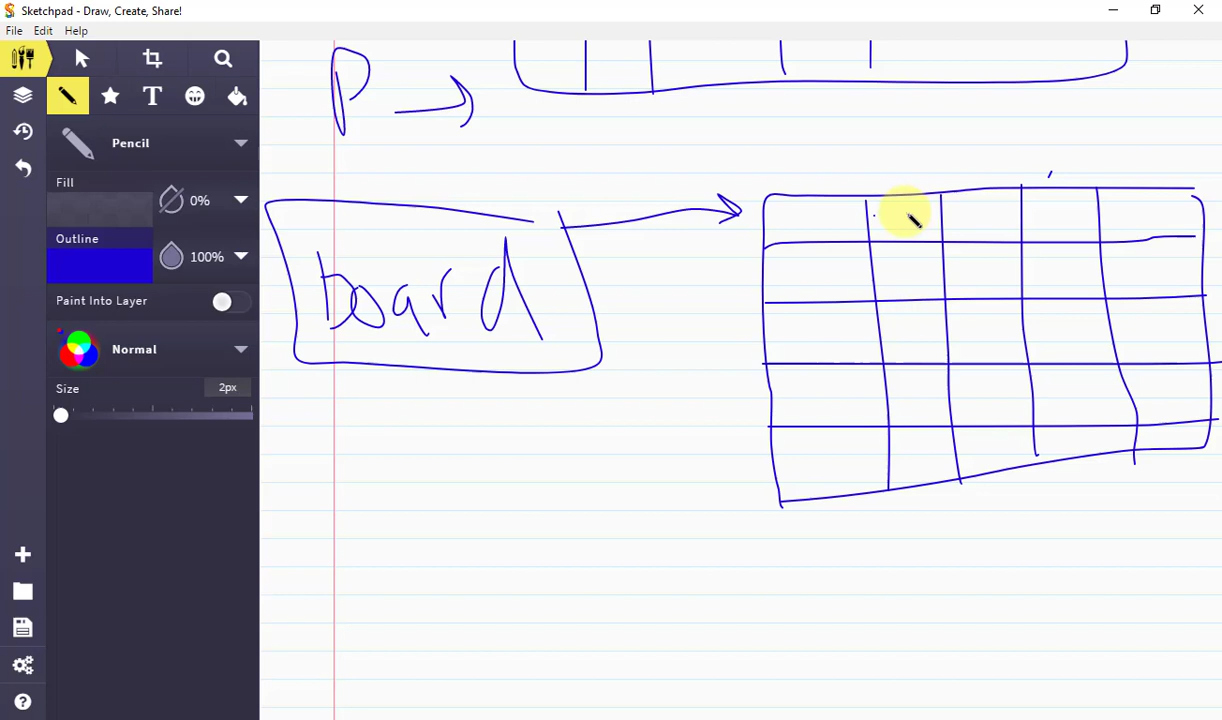 Sketchpad - Draw, Create, Share!
File Edit Help
P
Board
Pencil
Fill
0%
Outline
100%
Paint Into Layer
Normal
Size
2px